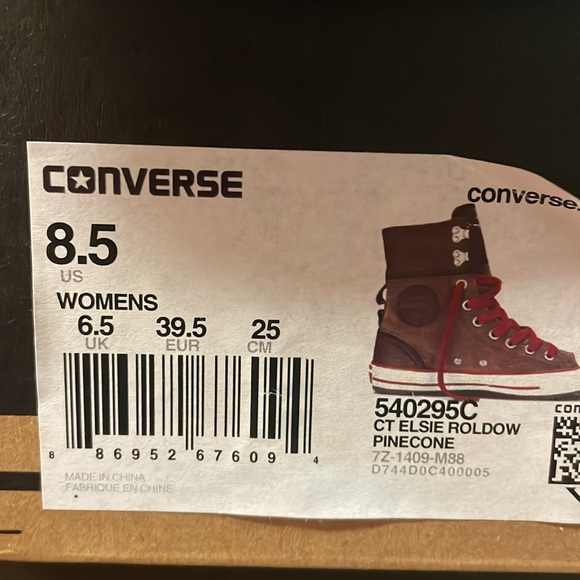 CONVERSE
converse.
8.5
US
WOMENS
6.5 39.5 25
UK EUR CM
8 86952 67609 4
MADE IN CHINA
FABRIQUE EN CHINE
540295C
CT ELSIE ROLDOW
PINECONE
7Z-1409-M88
D744D0C400005
con